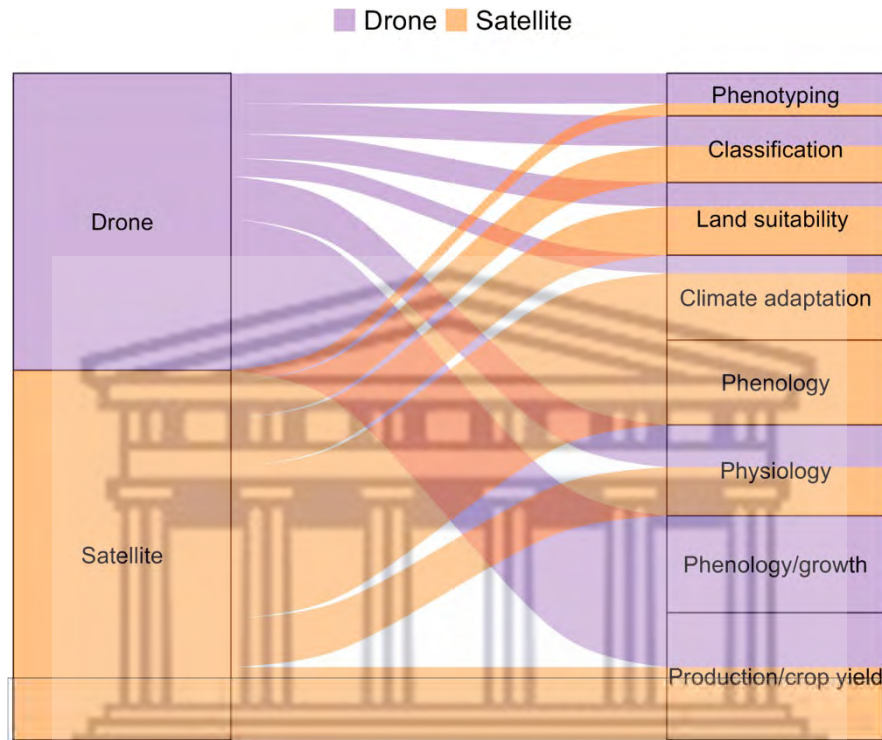 Drone Satellite
Phenotyping
Classification
Drone
Land suitability
Climate adaptation
Phenology
Physiology
Satellite
Phenology/growth
Production/crop yield